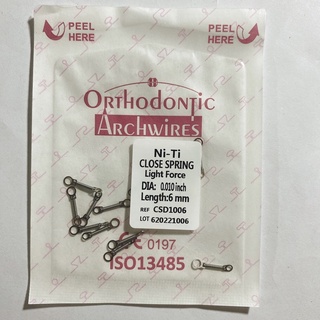 PEEL HERE
PEEL HERE
ORTHODONTIC
ARCHWIRES
Ni-Ti
CLOSE SPRING
Light Force
DIA: 0.010 inch
Length:6 mm
REF CSD1006
LOT 620221006
CE 0197
ISO13485